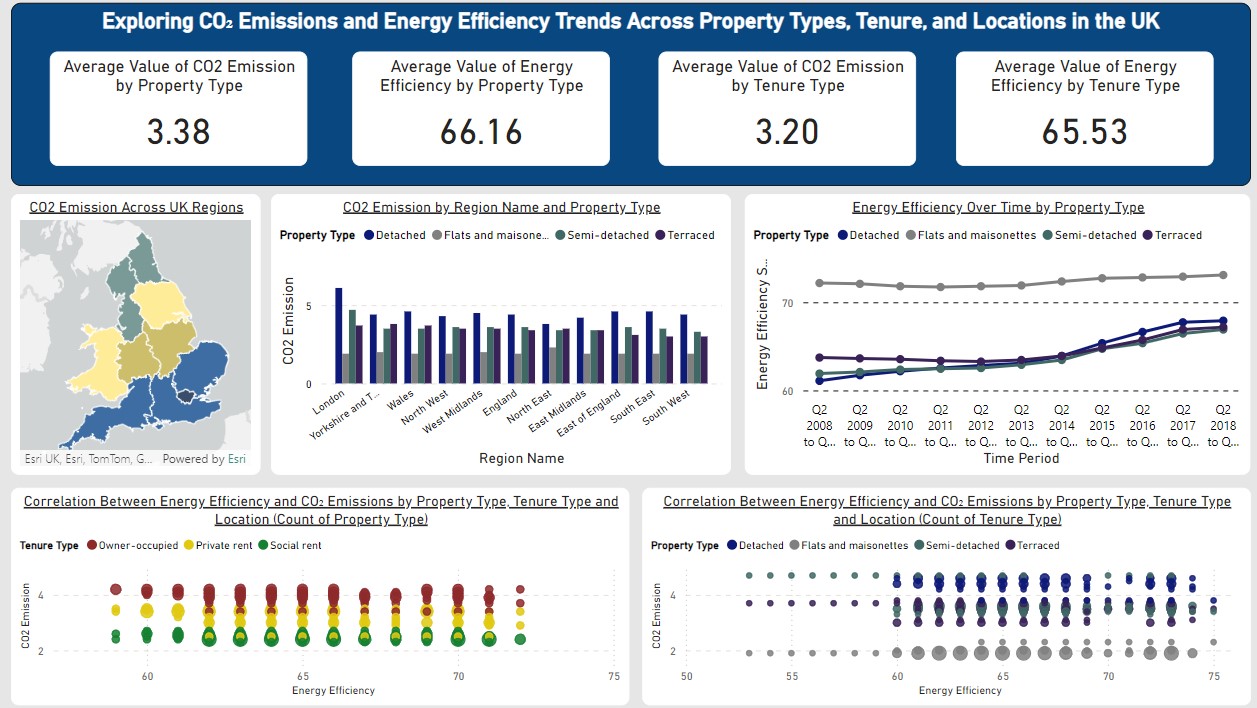 Exploring CO₂ Emissions and Energy Efficiency Trends Across Property Types, Tenure, and Locations in the UK
Average Value of CO2 Emission
by Property Type
3.38
Average Value of Energy
Efficiency by Property Type
66.16
Average Value of CO2 Emission
by Tenure Type
3.20
Average Value of Energy
Efficiency by Tenure Type
65.53
CO2 Emission Across UK Regions
Esri UK, Esri, TomTom, G... Powered by Esri
CO2 Emission by Region Name and Property Type
Property Type Detached Flats and maisone... Semi-detached Terraced
CO2 Emission
5
0
London
Yorkshire and T...
Wales
North West
West Midlands
England
North East
East Midlands
East of England
South East
South West
Region Name
Energy Efficiency Over Time by Property Type
Property Type Detached Flats and maisonettes Semi-detached Terraced
Energy Efficiency S...
70
60
Q2 Q2 Q2 Q2 Q2 Q2 Q2 Q2 Q2 Q2 Q2
2008 2009 2010 2011 2012 2013 2014 2015 2016 2017 2018
to Q... to Q... to Q... to Q... to Q... to Q... to Q... to Q... to Q... to Q... to Q...
Time Period
Correlation Between Energy Efficiency and CO₂ Emissions by Property Type, Tenure Type and
Location (Count of Property Type)
Tenure Type Owner-occupied Private rent Social rent
CO2 Emission
4
2
60 65 70 75
Energy Efficiency
Correlation Between Energy Efficiency and CO₂ Emissions by Property Type, Tenure Type
and Location (Count of Tenure Type)
Property Type Detached Flats and maisonettes Semi-detached Terraced
CO2 Emission
4
2
50 55 60 65 70 75
Energy Efficiency